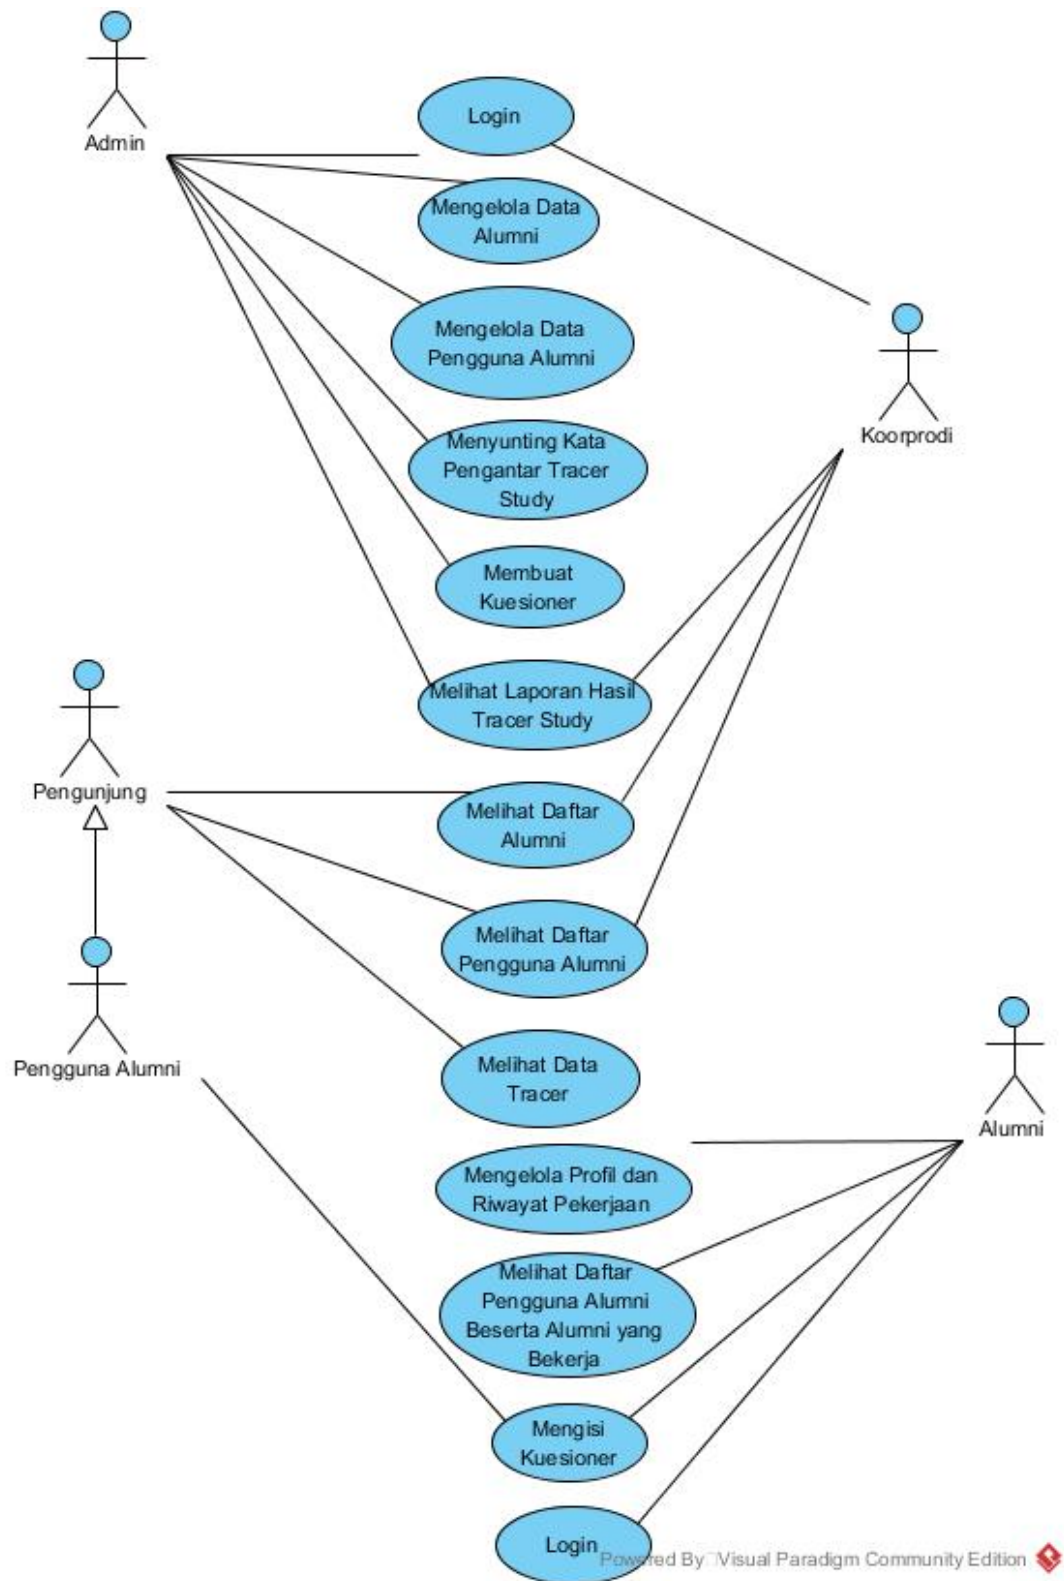 Admin
Login
Mengelola Data
Alumni
Mengelola Data
Pengguna Alumni
Koorprodi
Menyunting Kata
Pengantar Tracer
Study
Membuat
Kuesioner
Melihat Laporan Hasil
Tracer Study
Pengunjung
Melihat Daftar
Alumni
Melihat Daftar
Pengguna Alumni
Pengguna Alumni
Melihat Data
Tracer
Alumni
Mengelola Profil dan
Riwayat Pekerjaan
Melihat Daftar
Pengguna Alumni
Beserta Alumni yang
Bekerja
Mengisi
Kuesioner
Login
Powered By Visual Paradigm Community Edition